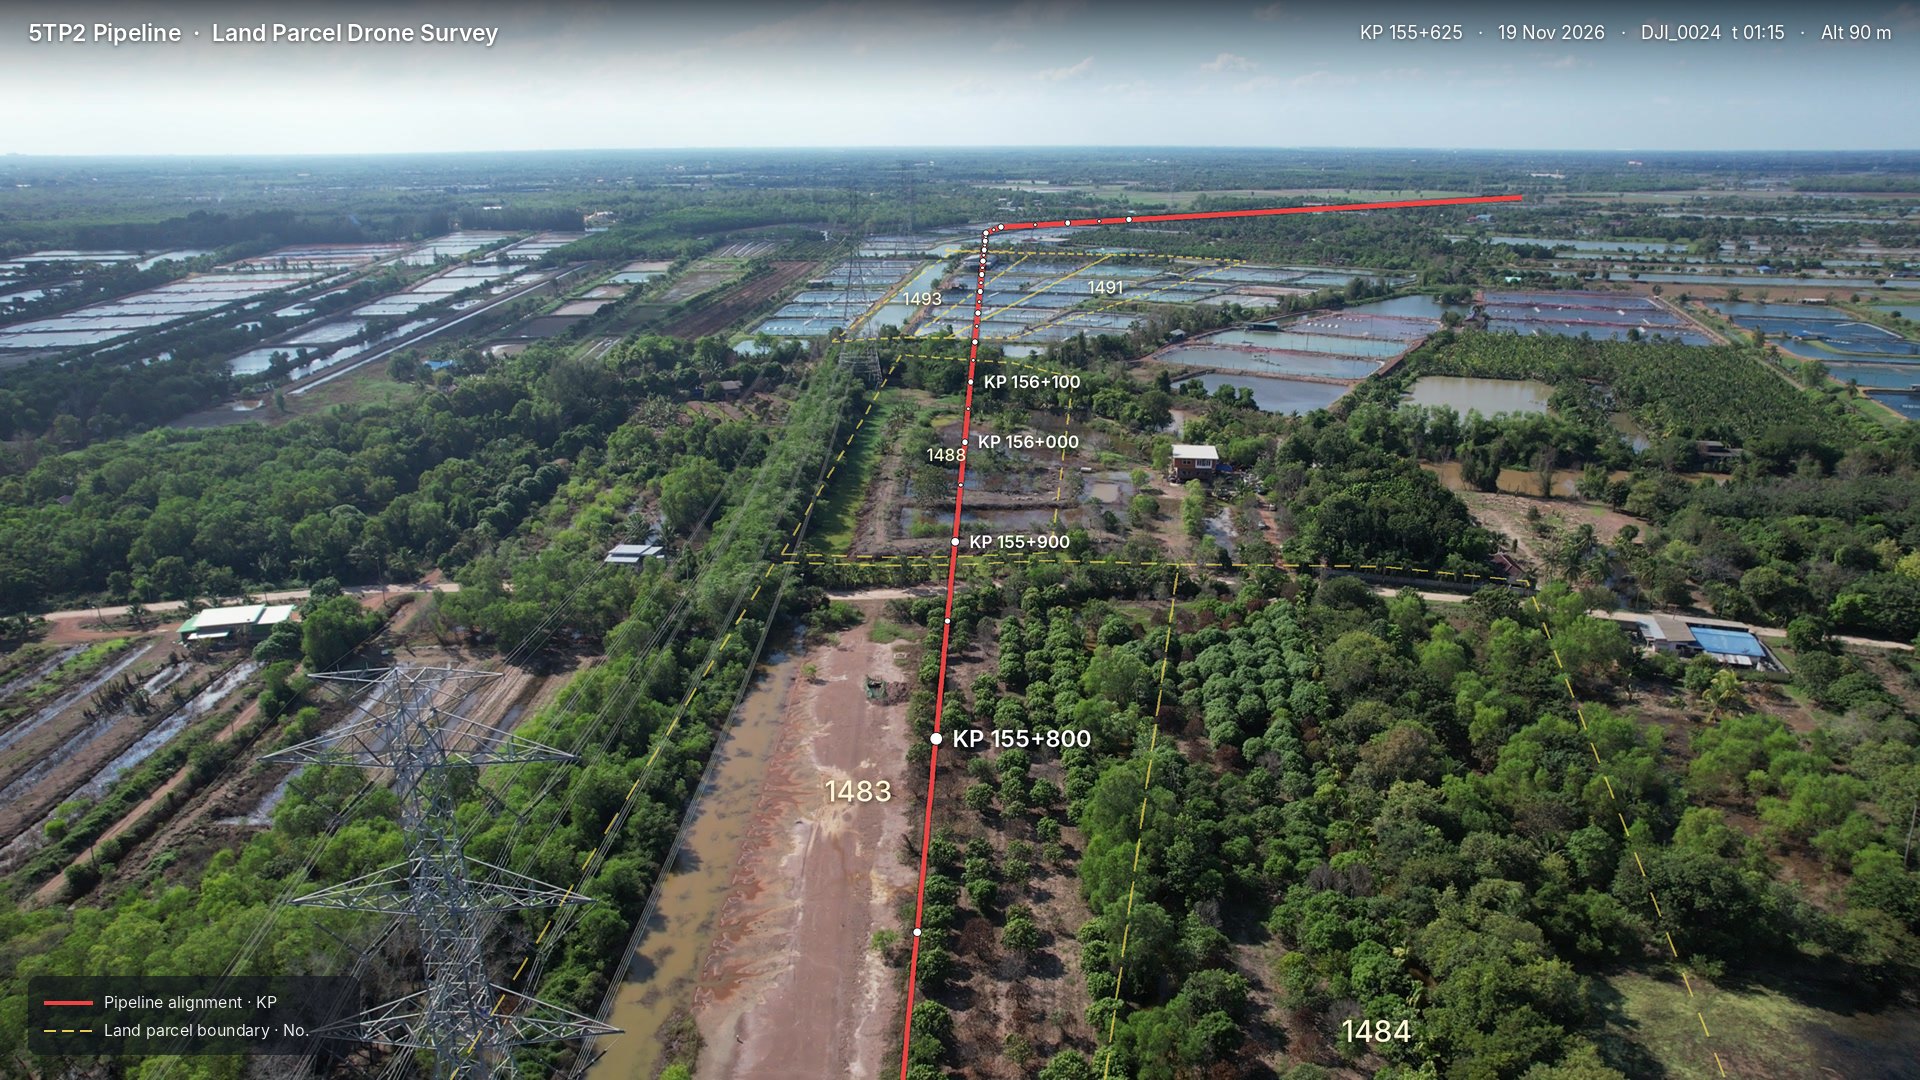 5TP2 Pipeline · Land Parcel Drone Survey
KP 155+625 · 19 Nov 2026 · DJI_0024 t 01:15 · Alt 90 m
1493
1491
KP 156+100
KP 156+000
1488
KP 155+900
KP 155+800
1483
1484
Pipeline alignment · KP
Land parcel boundary · No.